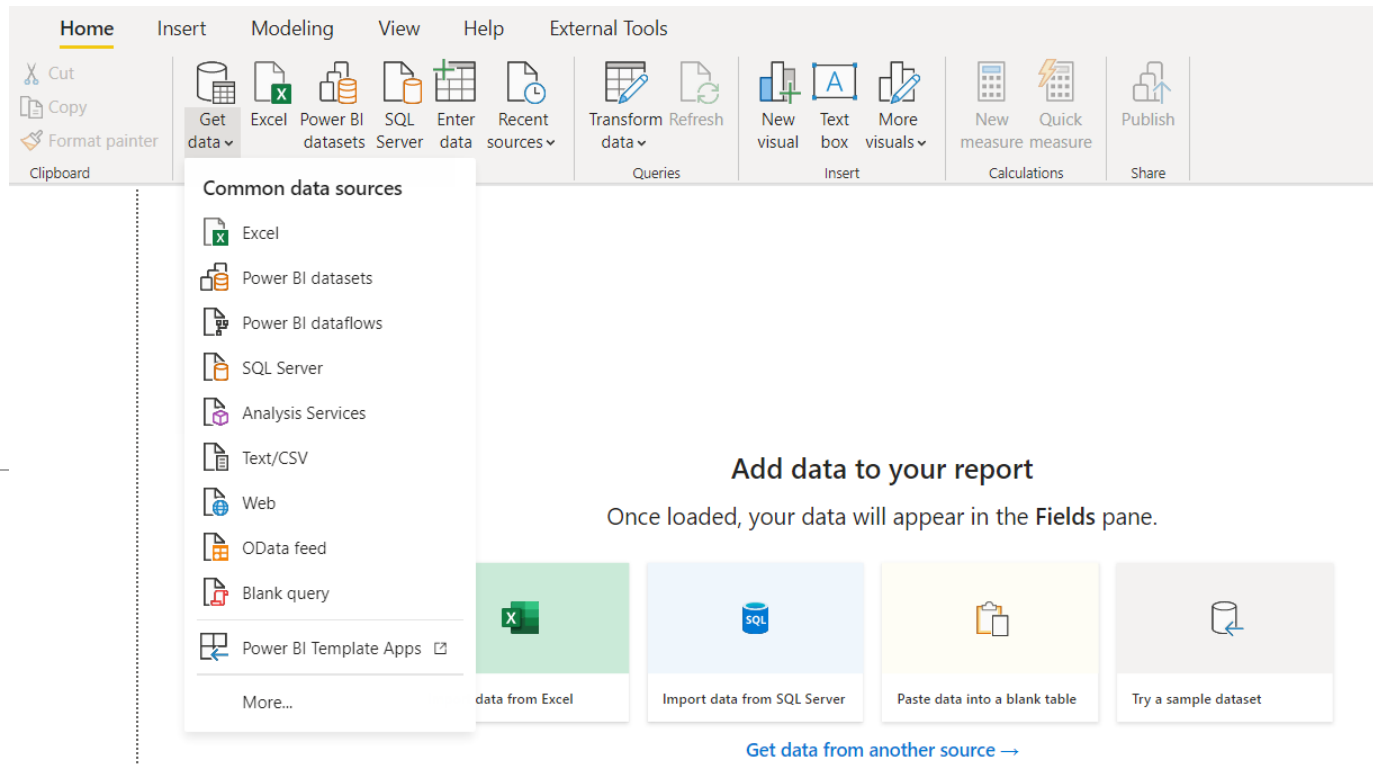 Home Insert Modeling View Help External Tools
Cut
Copy
Format painter
Clipboard
Get data
Excel
Power BI datasets
SQL Server
Enter data
Recent sources
Transform data
Refresh
Queries
New visual
Text box
A
More visuals
Insert
New measure
Quick measure
Calculations
Publish
Share
Common data sources
Excel
Power BI datasets
Power BI dataflows
SQL Server
Analysis Services
Text/CSV
Web
OData feed
Blank query
Power BI Template Apps
More...
Add data to your report
Once loaded, your data will appear in the Fields pane.
X
SQL
data from Excel
Import data from SQL Server
Paste data into a blank table
Try a sample dataset
Get data from another source →